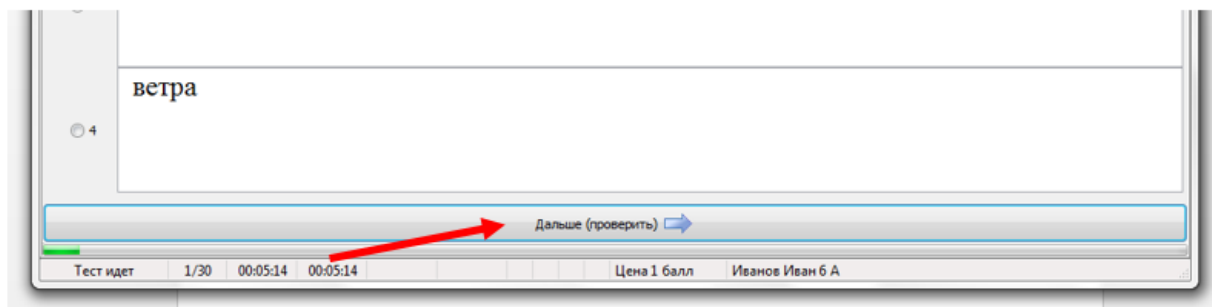 ветра
4
Дальше (проверить)
Тест идет 1/30 00:05:14 00:05:14 Цена 1 балл Иванов Иван 6 А